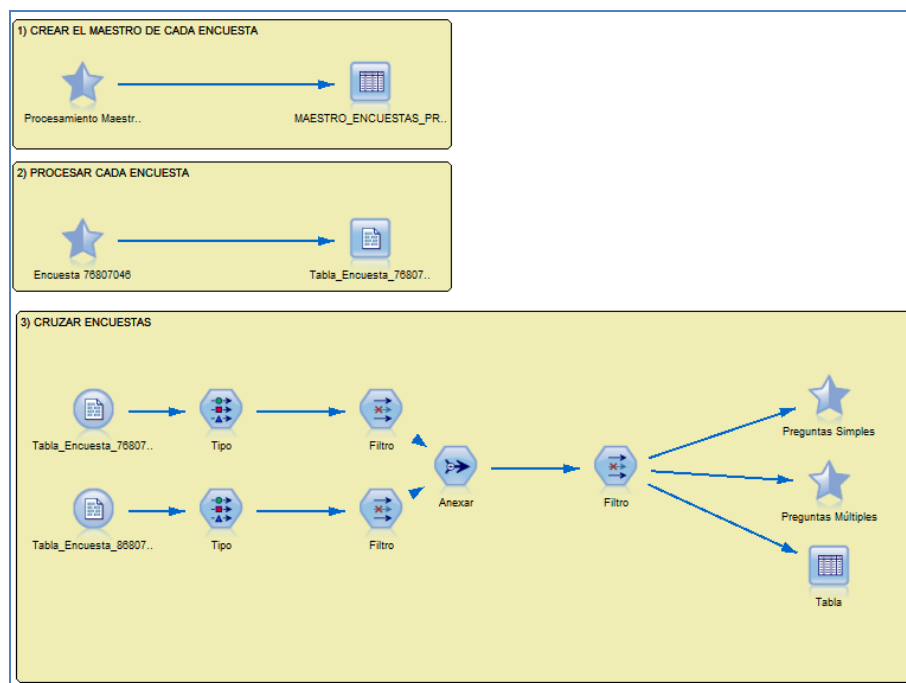 1) CREAR EL MAESTRO DE CADA ENCUESTA
Procesamiento Maestr..
MAESTRO_ENCUESTAS_PR..
2) PROCESAR CADA ENCUESTA
Encuesta 76807046
Tabla_Encuesta_76807..
3) CRUZAR ENCUESTAS
Tabla_Encuesta_76807..
Tipo
Filtro
Anexar
Filtro
Preguntas Simples
Preguntas Múltiples
Tabla_Encuesta_86807..
Tipo
Filtro
Tabla